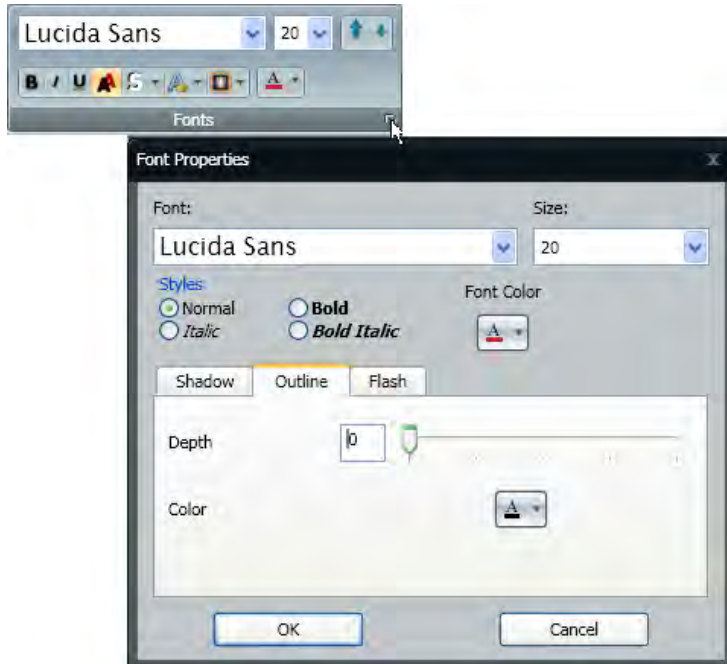 Lucida Sans 20
B I U A S A A
Fonts
Font Properties x
Font: Size:
Lucida Sans 20
Styles Font Color
Normal Bold
Italic Bold Italic
A
Shadow Outline Flash
Depth 0
Color A
OK Cancel